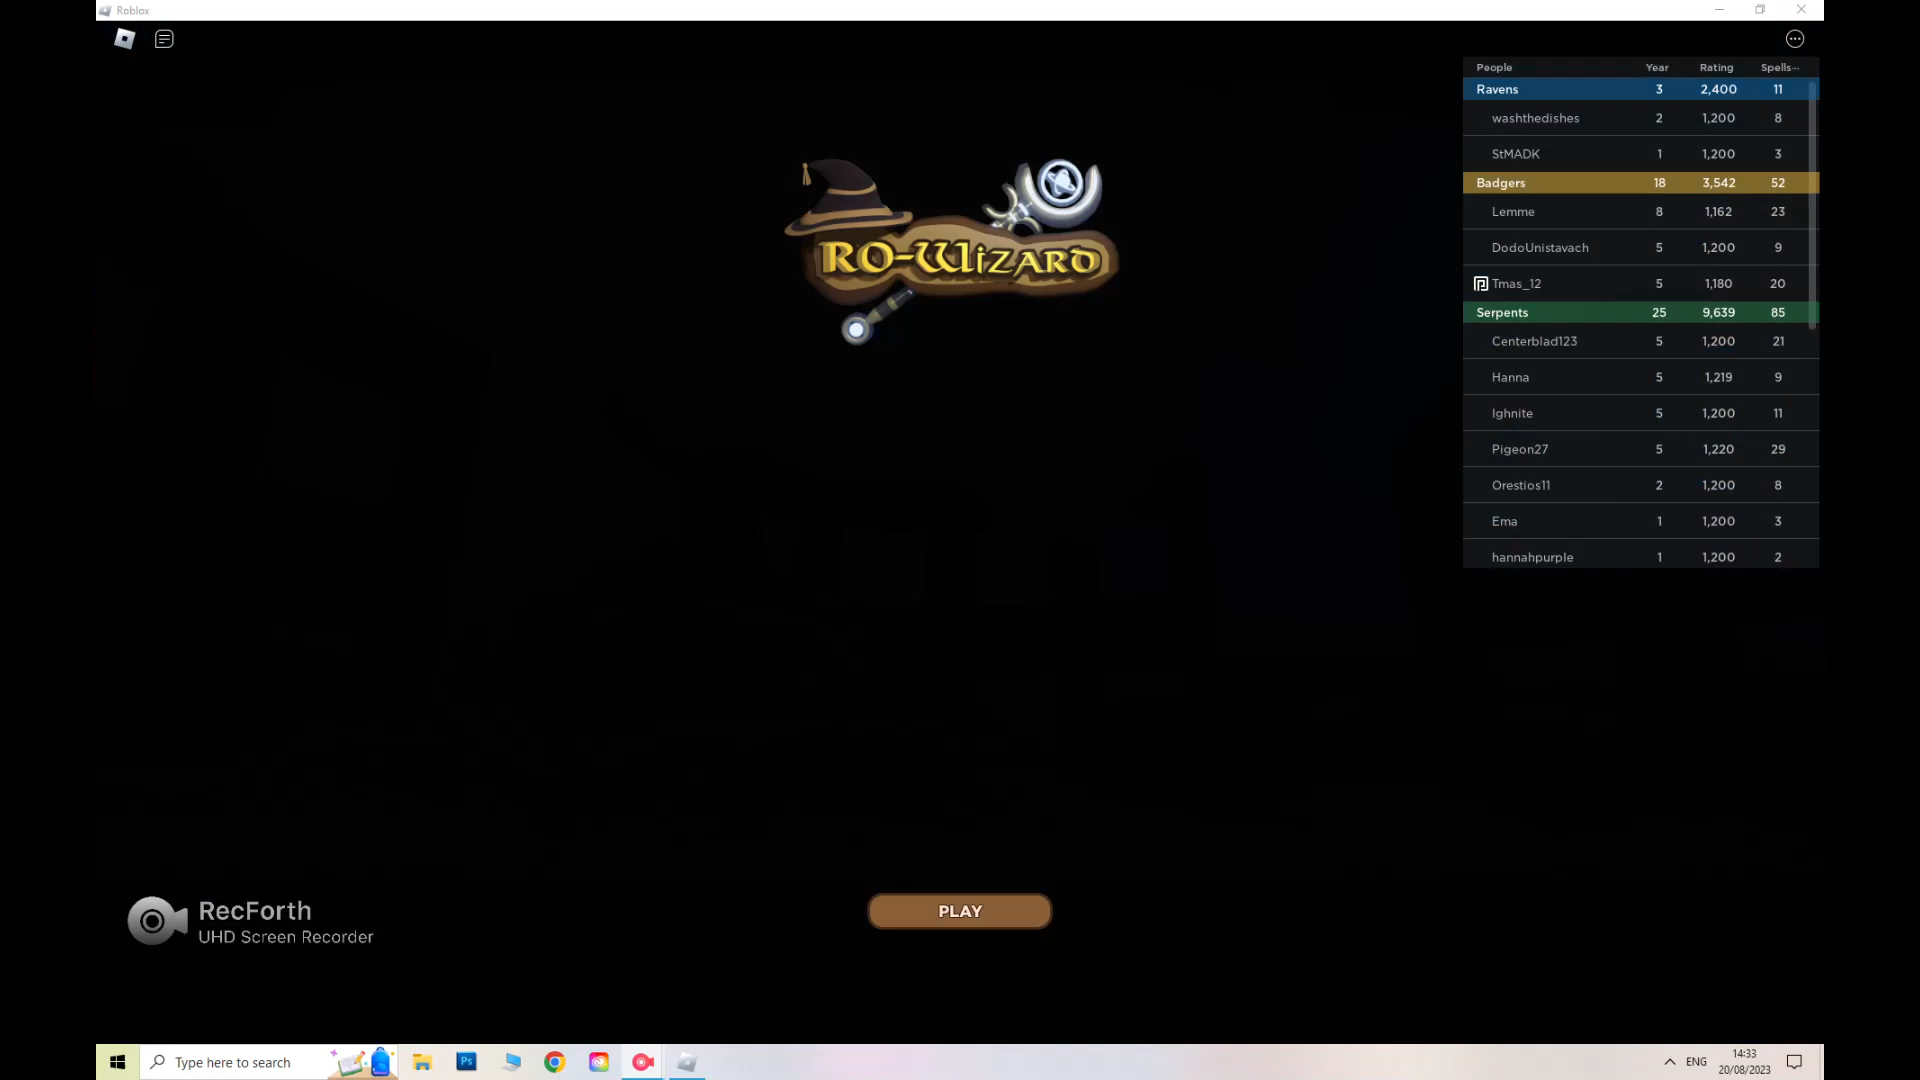 Roblox
People Year Rating Spells...
Ravens 3 2,400 11
washthedishes 2 1,200 8
StMADK 1 1,200 3
Badgers 18 3,542 52
Lemme 8 1,162 23
DodoUnistavach 5 1,200 9
Tmas_12 5 1,180 20
Serpents 25 9,639 85
Centerblad123 5 1,200 21
Hanna 5 1,219 9
Ighnite 5 1,200 11
Pigeon27 5 1,220 29
Orestios11 2 1,200 8
Ema 1 1,200 3
hannahpurple 1 1,200 2
RO-WIZARD
PLAY
RecForth
UHD Screen Recorder
Type here to search
Ps
ENG
14:33
20/08/2023